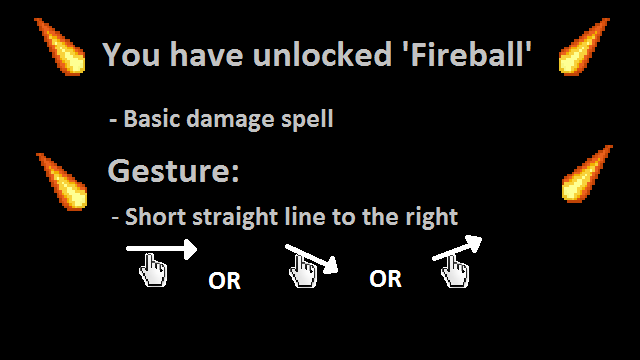 You have unlocked 'Fireball'
- Basic damage spell
Gesture:
- Short straight line to the right
OR OR